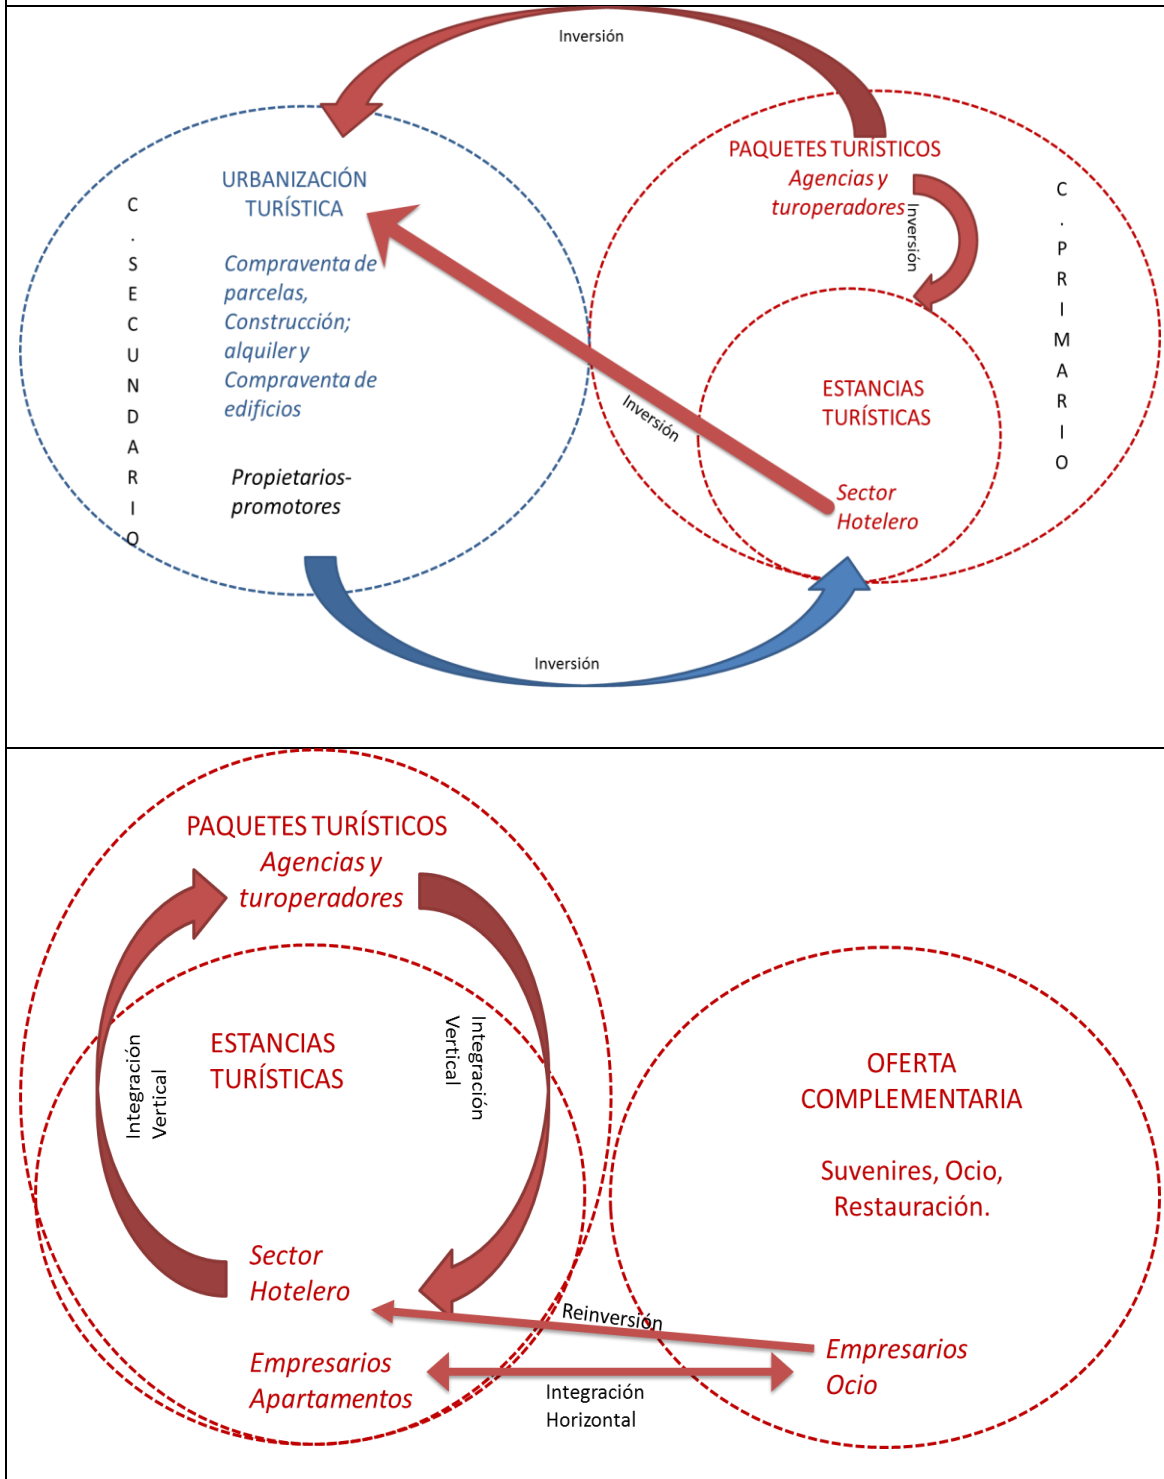 Inversión
PAQUETES TURÍSTICOS
Agencias y
turoperadores
Inversión
C.PRIMARIO
URBANIZACIÓN
TURÍSTICA
C.SECUNDARIO
Compraventa de
parcelas,
Construcción;
alquiler y
Compraventa de
edificios
Propietarios-
promotores
Inversión
ESTANCIAS
TURÍSTICAS
Sector
Hotelero
Inversión
PAQUETES TURÍSTICOS
Agencias y
turoperadores
Integración
Vertical
ESTANCIAS
TURÍSTICAS
Integración
Vertical
OFERTA
COMPLEMENTARIA
Suvenires, Ocio,
Restauración.
Sector
Hotelero
Reinversión
Empresarios
Ocio
Empresarios
Apartamentos
Integración
Horizontal